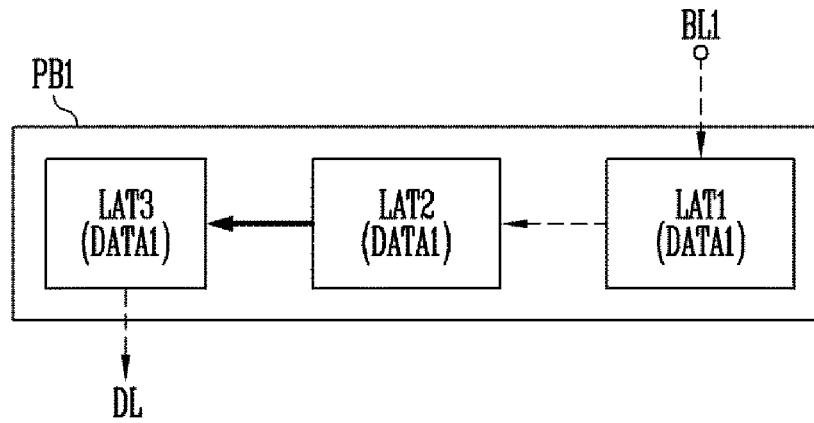 BL1
PB1
LAT3
(DATA1)
LAT2
(DATA1)
LAT1
(DATA1)
DL